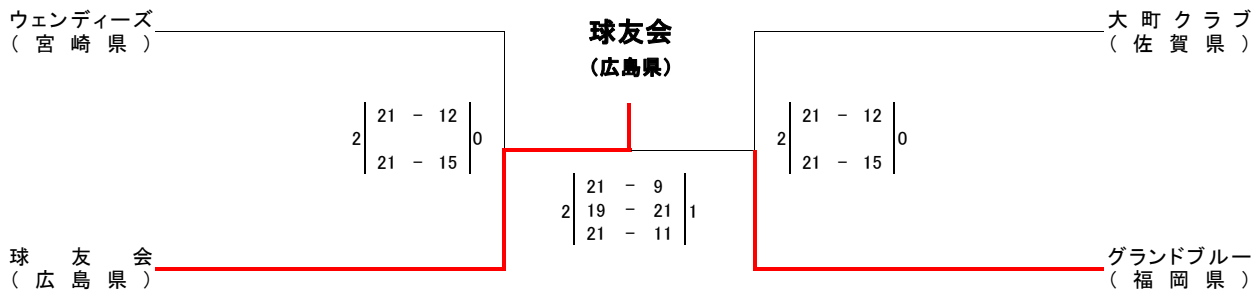 ウェンディーズ
(宮崎県)
球友会
(広島県)
大町クラブ
(佐賀県)
2 21 - 12 0
21 - 15
2 21 - 12 0
21 - 15
21 - 9
2 19 - 21 1
21 - 11
球友会
(広島県)
グランドブルー
(福岡県)